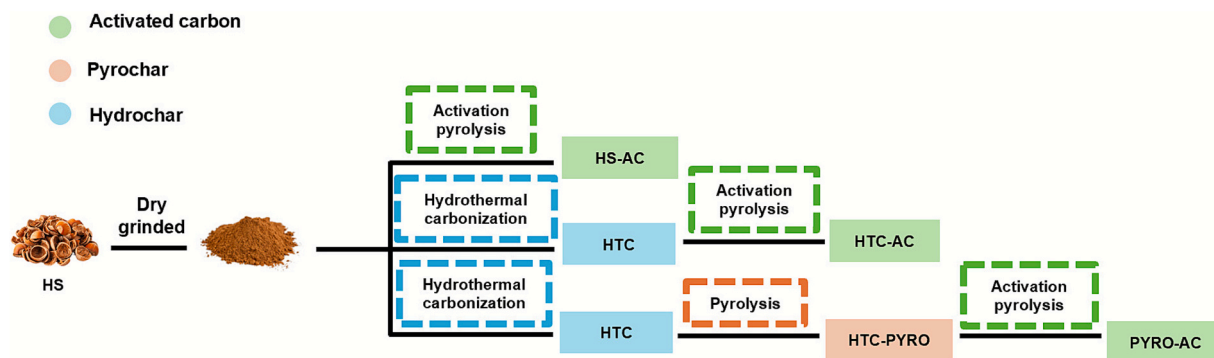 Activated carbon
Pyrochar
Hydrochar
Activation
pyrolysis
HS-AC
Hydrothermal
carbonization
Activation
pyrolysis
Dry
grinded
HTC
HTC-AC
HS
Hydrothermal
carbonization
Pyrolysis
Activation
pyrolysis
HTC
HTC-PYRO
PYRO-AC